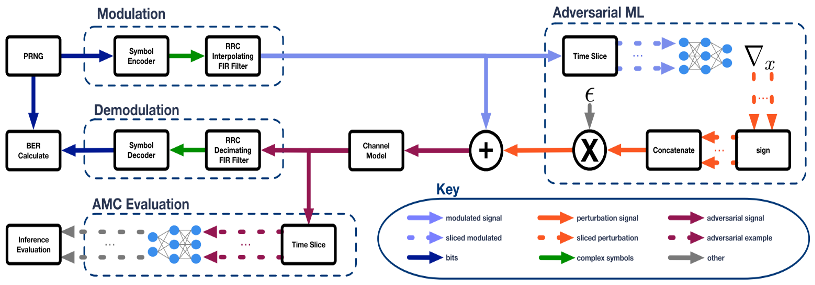 Modulation
Adversarial ML
PRNG
Symbol
Encoder
RRC
Interpolating
FIR Filter
Time Slice
...
∇x
...
ϵ
Demodulation
BER
Calculate
Symbol
Decoder
RRC
Decimating
FIR Filter
Channel
Model
+
X
Concatenate
...
sign
Key
AMC Evaluation
Inference
Evaluation
...
...
Time Slice
modulated signal
perturbation signal
adversarial signal
sliced modulated
sliced perturbation
adversarial example
bits
complex symbols
other